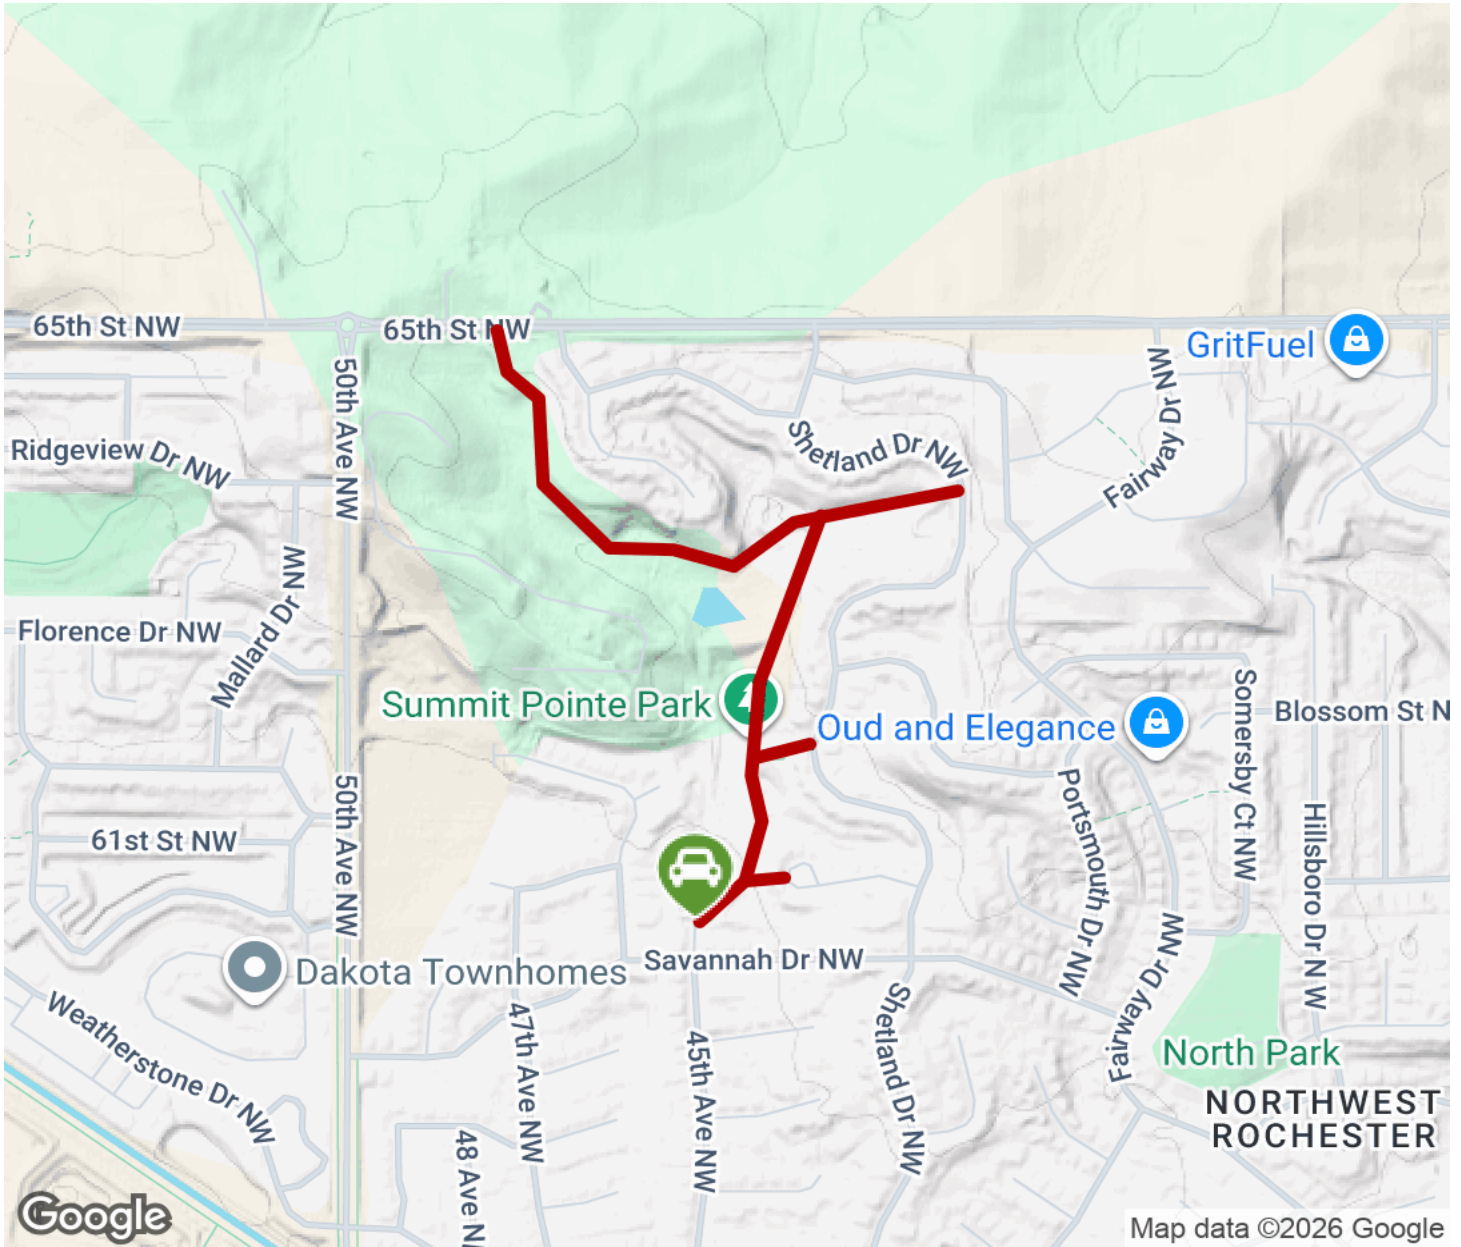 65th St NW
65th St NW
GritFuel
50th Ave NW
Fairway Dr NW
Shetland Dr NW
Ridgeview Dr NW
Mallard Dr NW
Florence Dr NW
Summit Pointe Park
Oud and Elegance
Somersby Ct NW
Blossom St N
61st St NW
50th Ave NW
Portsmouth Dr NW
Hillsboro Dr NW
Dakota Townhomes
Savannah Dr NW
Fairway Dr NW
Weatherstone Dr NW
47th Ave NW
45th Ave NW
Shetland Dr NW
North Park
NORTHWEST
ROCHESTER
48 Ave N
Google
Map data ©2026 Google